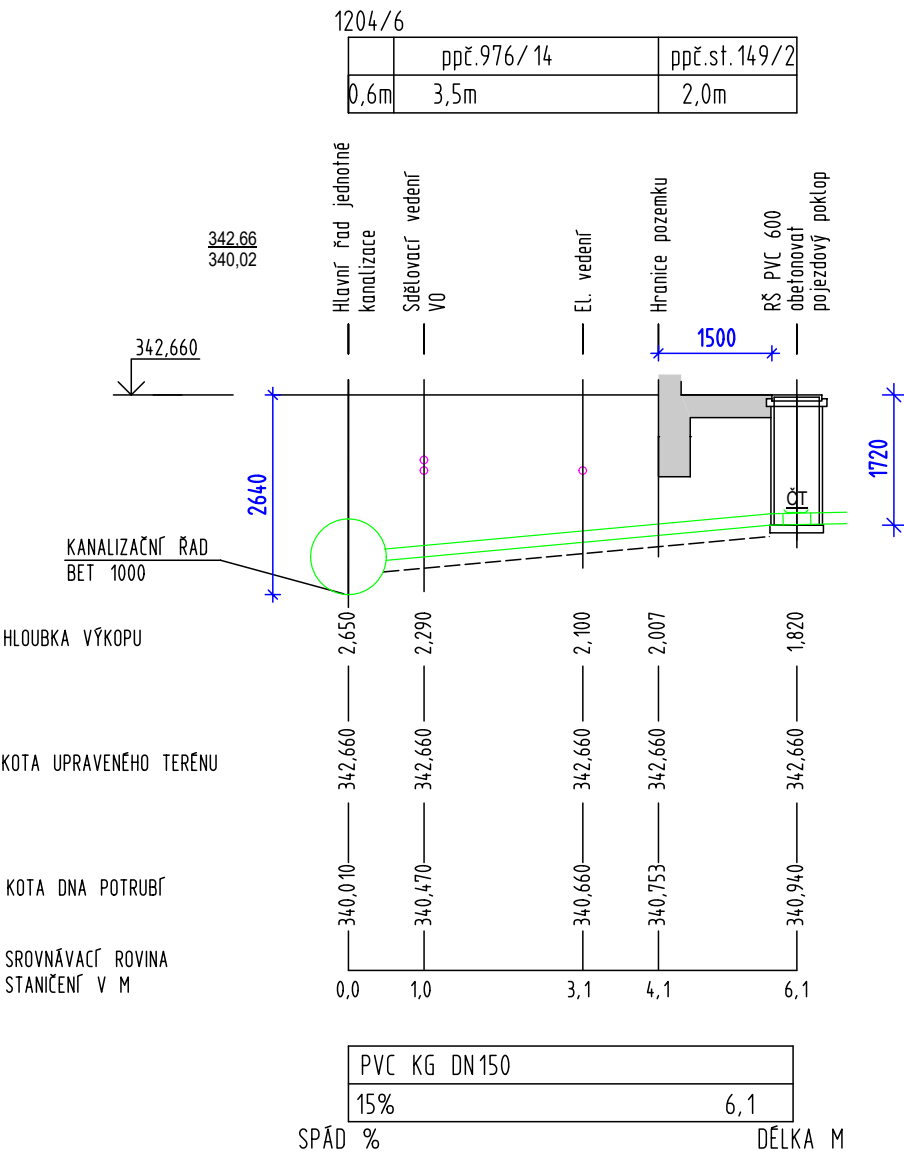 1204/6
ppč.976/14
ppč.st.149/2
0,6m
3,5m
2,0m
Hlavní řad jednotné
kanalizace
Sdělovací vedení
VO
El. vedení
Hranice pozemku
RŠ PVC 600
obetonovat
pojezdový poklop
342.66
340,02
1500
342,660
2640
1720
ČT
KANALIZAČNÍ ŘAD
BET 1000
HLOUBKA VÝKOPU
2,650
2,290
2,100
2,007
1,820
KOTA UPRAVENÉHO TERÉNU
342,660
342,660
342,660
342,660
342,660
KOTA DNA POTRUBÍ
340,010
340,470
340,660
340,753
340,940
SROVNÁVACÍ ROVINA
STANIČENÍ V M
0,0
1,0
3,1
4,1
6,1
PVC KG DN150
15%
6,1
SPÁD %
DÉLKA M